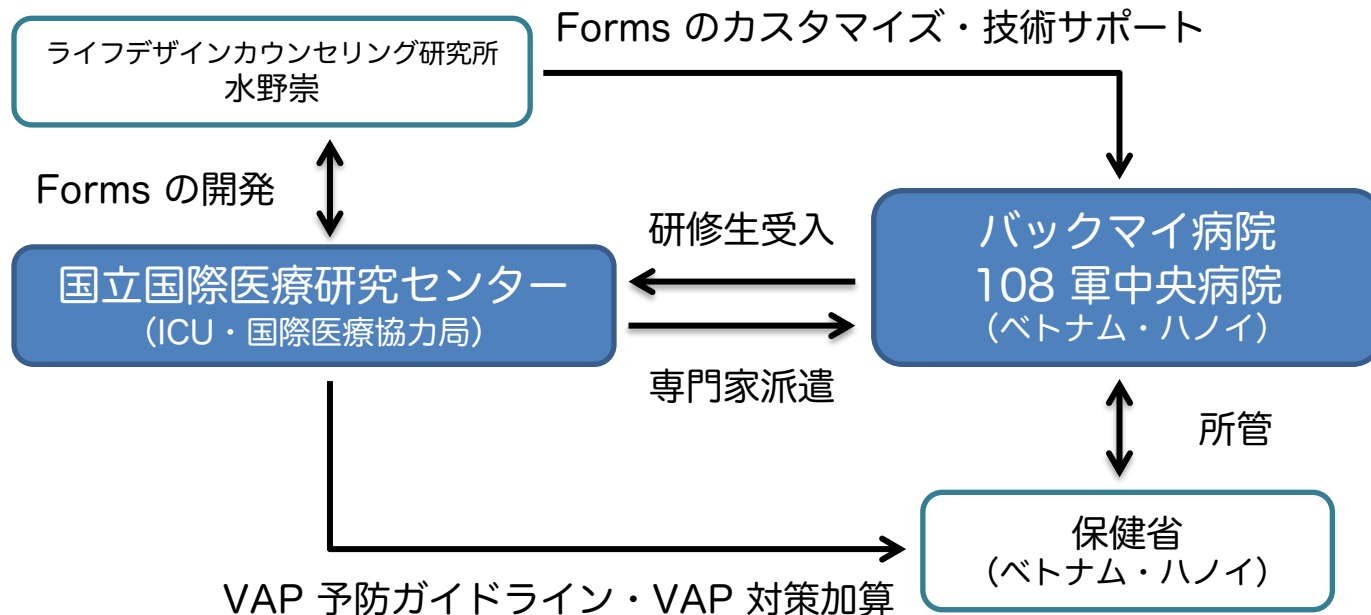 ライフデザインカウンセリング研究所
水野崇
Forms のカスタマイズ・技術サポート
Forms の開発
国立国際医療研究センター
（ICU・国際医療協力局）
研修生受入
専門家派遣
バックマイ病院
108 軍中央病院
（ベトナム・ハノイ）
所管
保健省
（ベトナム・ハノイ）
VAP 予防ガイドライン・VAP 対策加算